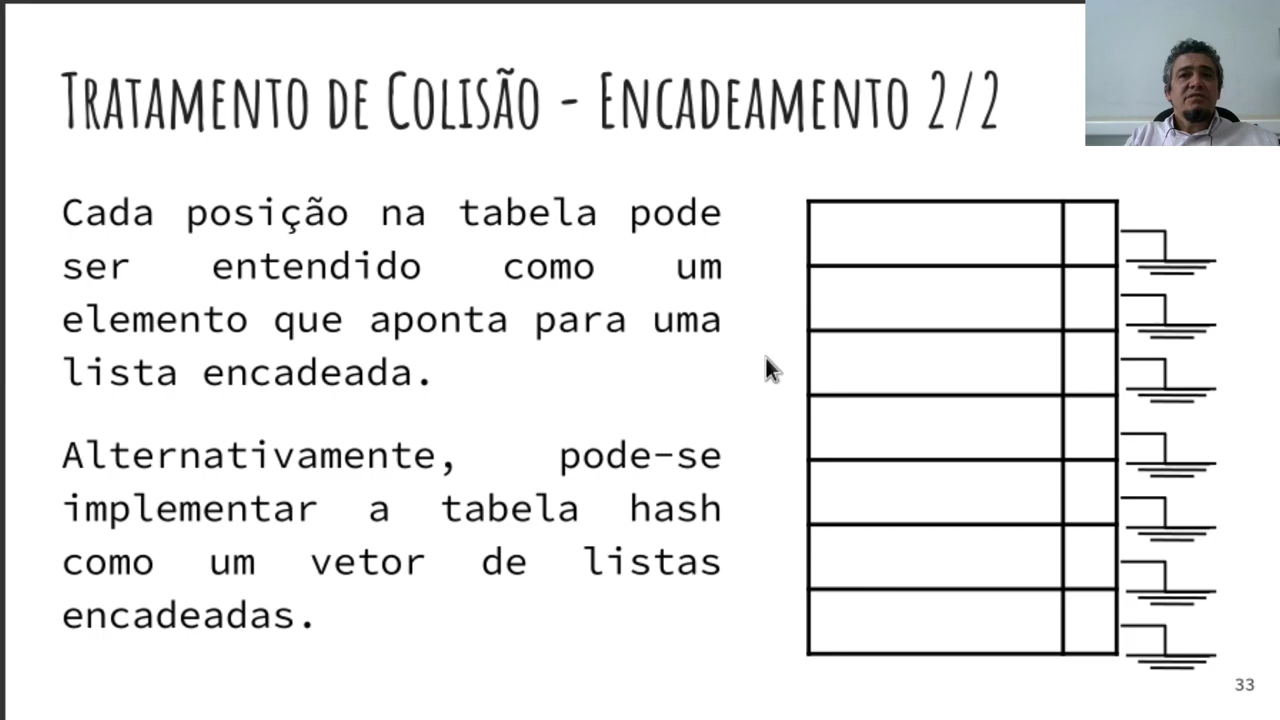 Tratamento de Colisão - Encadeamento 2/2
Cada posição na tabela pode
ser entendido como um
elemento que aponta para uma
lista encadeada.
Alternativamente, pode-se
implementar a tabela hash
como um vetor de listas
encadeadas.
33